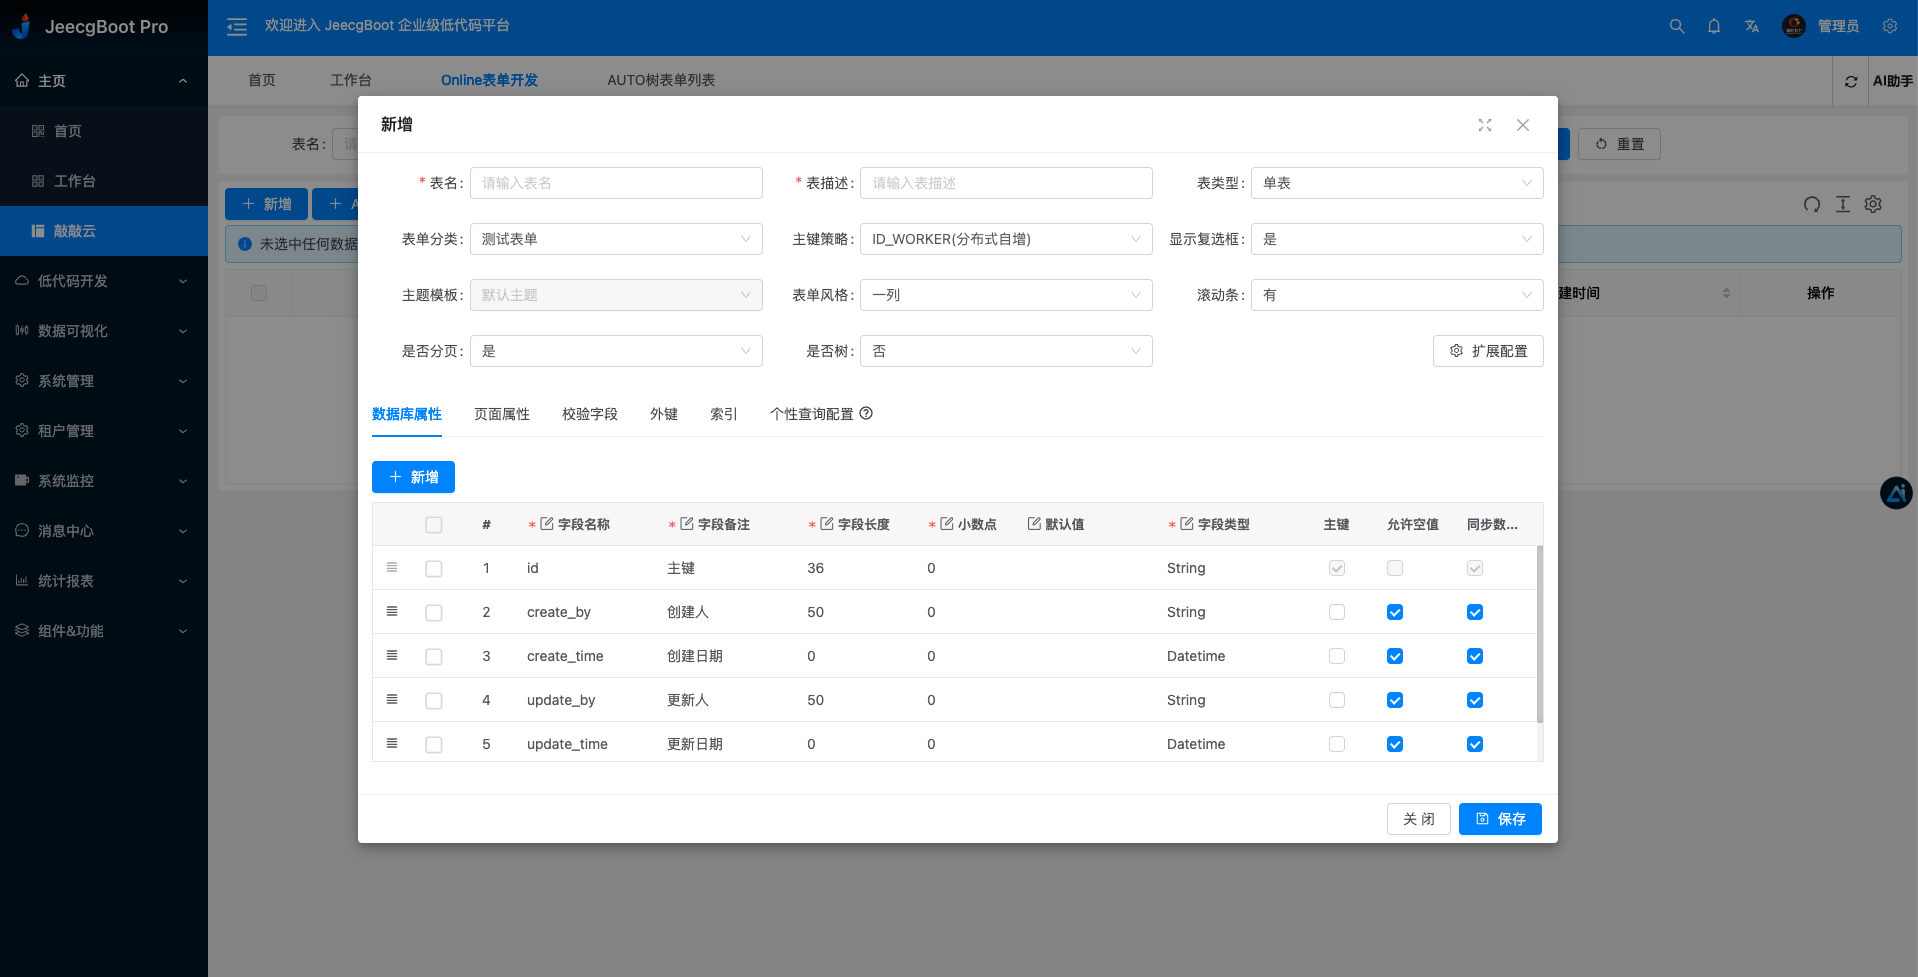 JeecgBoot Pro
欢迎进入 JeecgBoot 企业级低代码平台
管理员
主页
首页
工作台
敲敲云
低代码开发
数据可视化
系统管理
租户管理
系统监控
消息中心
统计报表
组件&功能
首页
工作台
Online表单开发
AUTO树表单列表
AI助手
表名:
请
重置
新增
A
未选中任何数据
建时间
操作
新增
* 表名:
请输入表名
* 表描述:
请输入表描述
表类型:
单表
表单分类:
测试表单
主键策略:
ID_WORKER(分布式自增)
显示复选框:
是
主题模板:
默认主题
表单风格:
一列
滚动条:
有
是否分页:
是
是否树:
否
扩展配置
数据库属性
页面属性
校验字段
外键
索引
个性查询配置
新增
# * 字段名称 * 字段备注 * 字段长度 * 小数点 默认值 * 字段类型 主键 允许空值 同步数...
1 id 主键 36 0 String
2 create_by 创建人 50 0 String
3 create_time 创建日期 0 0 Datetime
4 update_by 更新人 50 0 String
5 update_time 更新日期 0 0 Datetime
关 闭
保存